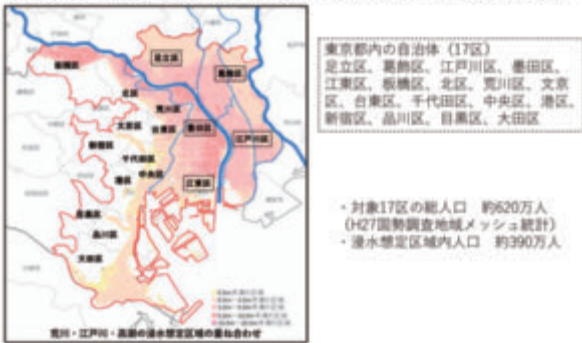 板橋区
足立区
葛飾区
北区
荒川区
文京区
台東区
墨田区
新宿区
千代田区
江戸川区
中央区
港区
江東区
目黒区
品川区
大田区
荒川・江戸川・高潮の浸水想定区域の重ね合わせ
東京都内の自治体（17区）
足立区、葛飾区、江戸川区、墨田区、
江東区、板橋区、北区、荒川区、文京
区、台東区、千代田区、中央区、港区、
新宿区、品川区、目黒区、大田区
・対象17区の総人口　約620万人
（H27国勢調査地域メッシュ統計）
・浸水想定区域内人口　約390万人